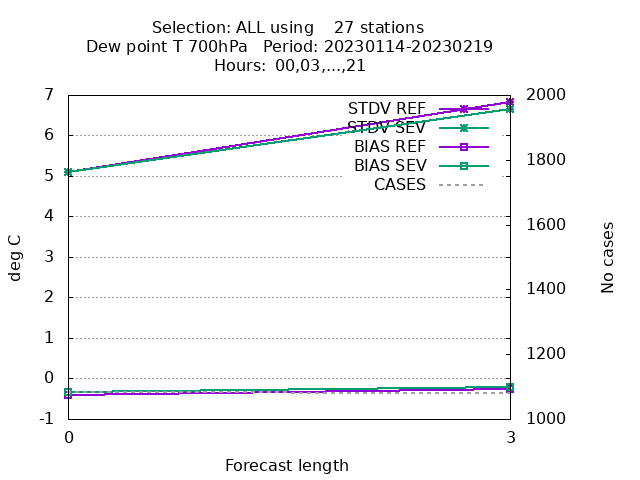 Selection: ALL using    27 stations
Dew point T 700hPa   Period: 20230114-20230219
Hours: 00,03,...,21
7
6
5
4
3
2
1
0
-1
deg C
STDV REF
STDV SEV
BIAS REF
BIAS SEV
CASES
2000
1800
1600
1400
1200
1000
No cases
0
3
Forecast length